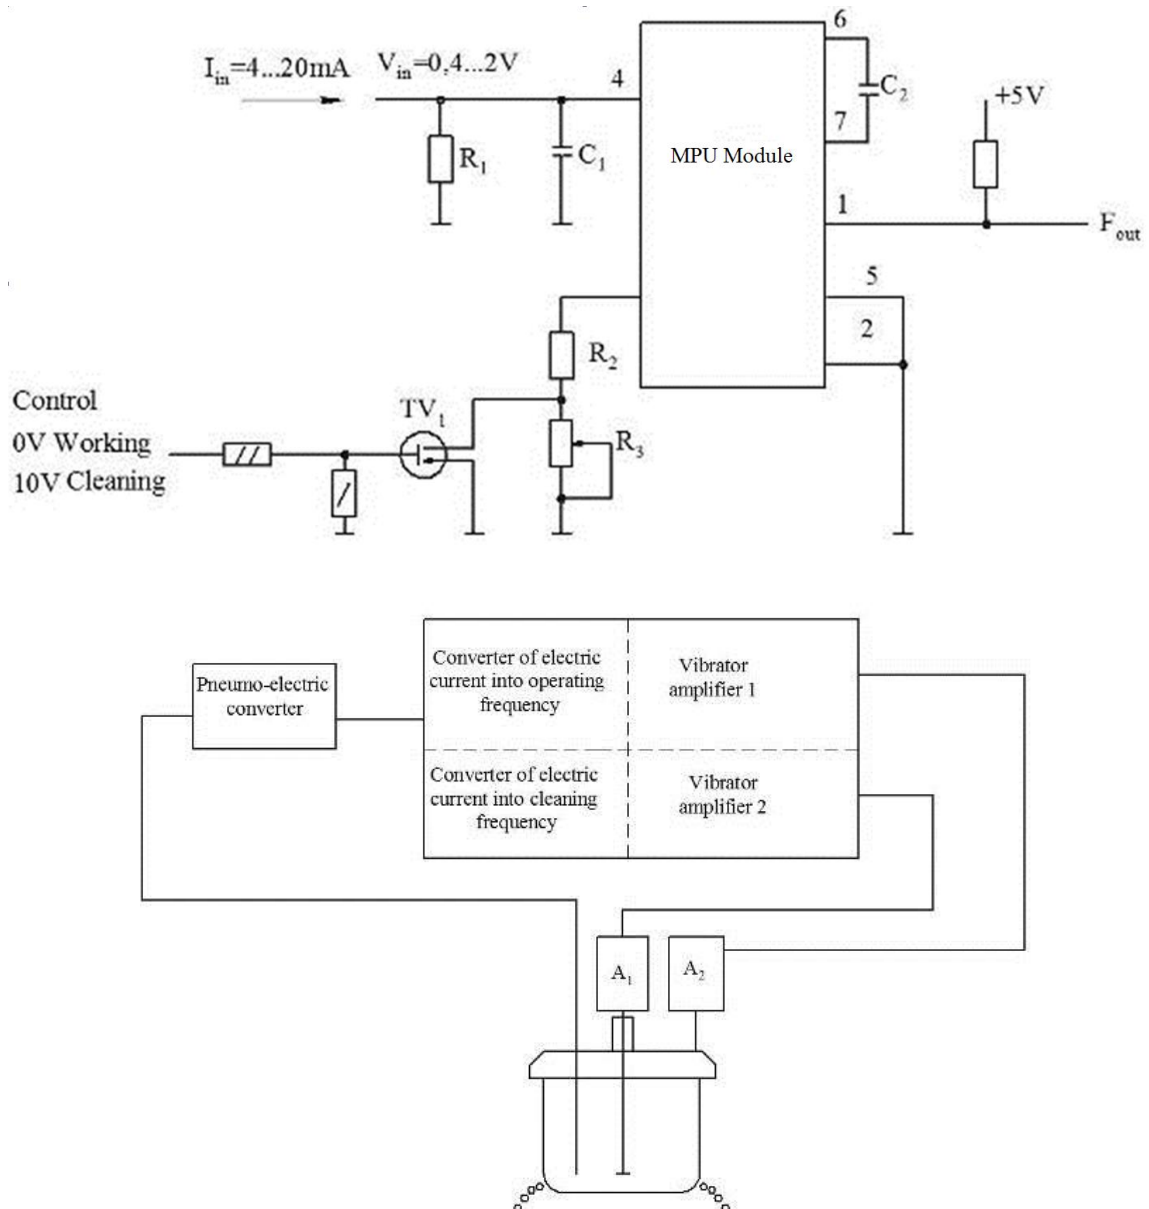 I_in=4...20mA
V_in=0,4...2V
4
6
C_2
7
+5V
R_1
C_1
MPU Module
1
F_out
5
2
R_2
Control
0V Working
10V Cleaning
TV_1
R_3
Pneumo-electric
converter
Converter of electric
current into operating
frequency
Vibrator
amplifier 1
Converter of electric
current into cleaning
frequency
Vibrator
amplifier 2
A_1
A_2